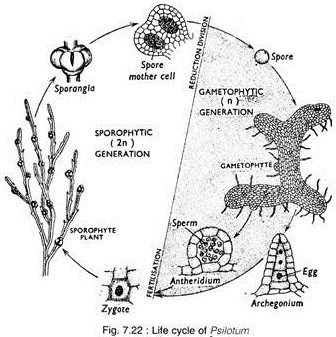 Spore
mother cell
Spore
Sporangia
REDUCTION DIVISION
GAMETOPHYTIC
( n )
GENERATION
SPOROPHYTIC
( 2n )
GENERATION
GAMETOPHYTE
SPOROPHYTE
PLANT
Sperm
Antheridium
Egg
Archegonium
FERTILISATION
Zygote
Fig. 7.22 : Life cycle of Psilotum